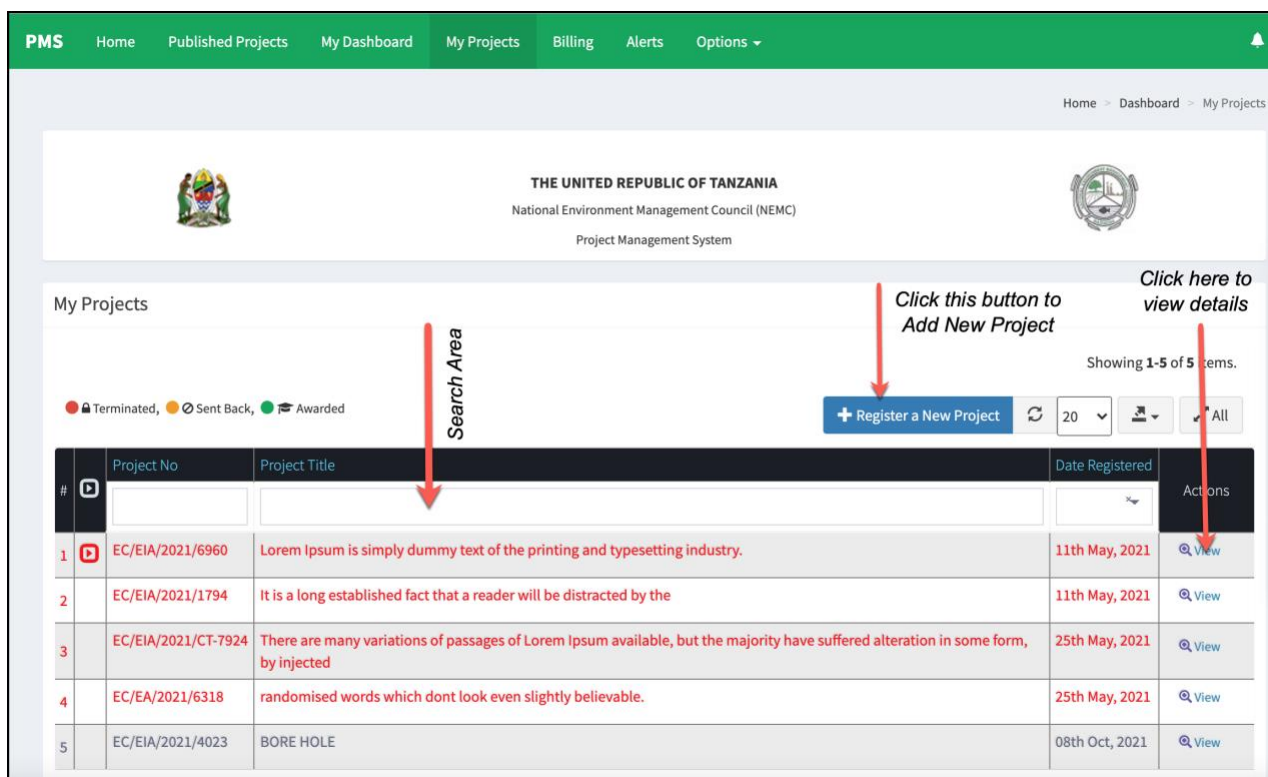 PMS Home Published Projects My Dashboard My Projects Billing Alerts Options
Home > Dashboard > My Projects
THE UNITED REPUBLIC OF TANZANIA
National Environment Management Council (NEMC)
Project Management System
My Projects
Search Area
Click this button to
Add New Project
Click here to
view details
Showing 1-5 of 5 items.
Terminated, Sent Back, Awarded
+ Register a New Project 20 All
# Project No Project Title Date Registered Actions
1 EC/EIA/2021/6960 Lorem Ipsum is simply dummy text of the printing and typesetting industry. 11th May, 2021 View
2 EC/EIA/2021/1794 It is a long established fact that a reader will be distracted by the 11th May, 2021 View
3 EC/EIA/2021/CT-7924 There are many variations of passages of Lorem Ipsum available, but the majority have suffered alteration in some form, 25th May, 2021 View
by injected
4 EC/EA/2021/6318 randomised words which dont look even slightly believable. 25th May, 2021 View
5 EC/EIA/2021/4023 BORE HOLE 08th Oct, 2021 View